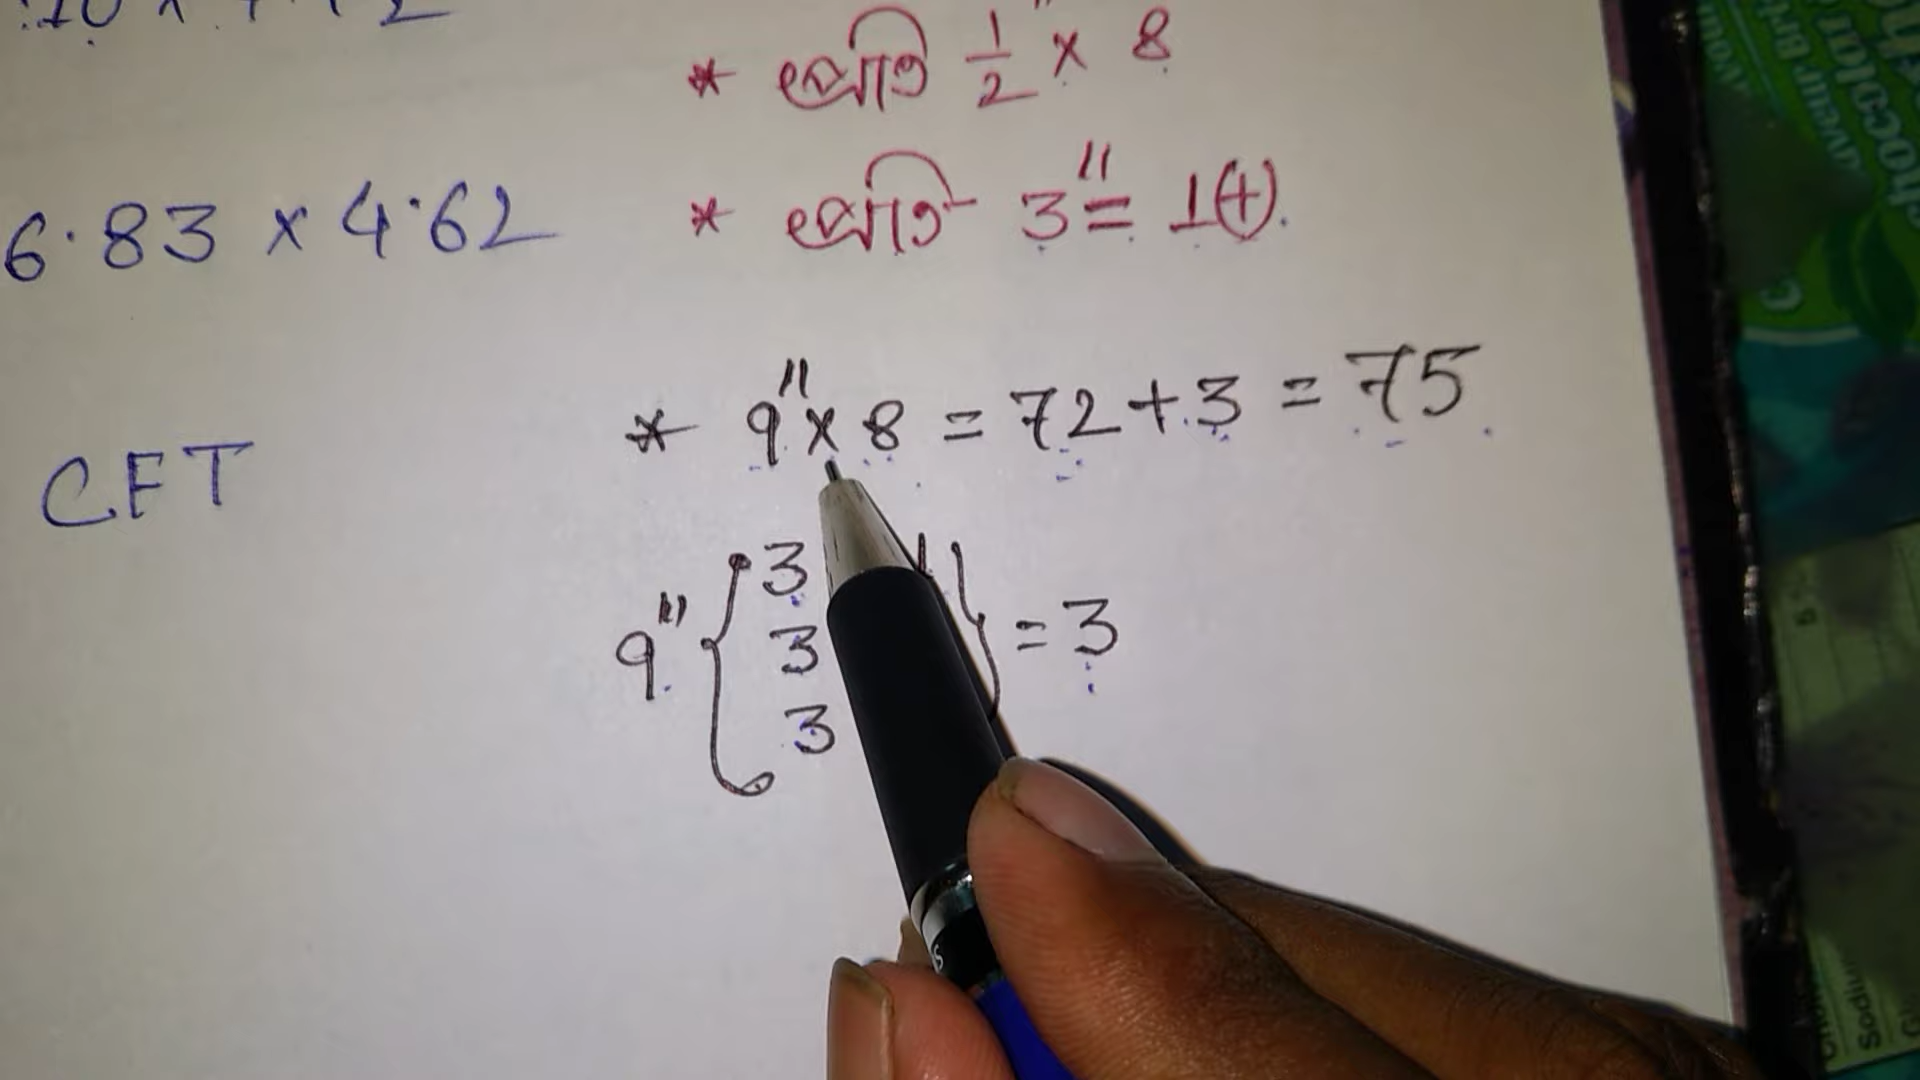 * প্রতি 1/2" x 8
6.83 x 4.62
* প্রতি 3" = 1(+)
* 9" x 8 = 72 + 3 = 75
CFT
9" { 3
3
3 } = 3